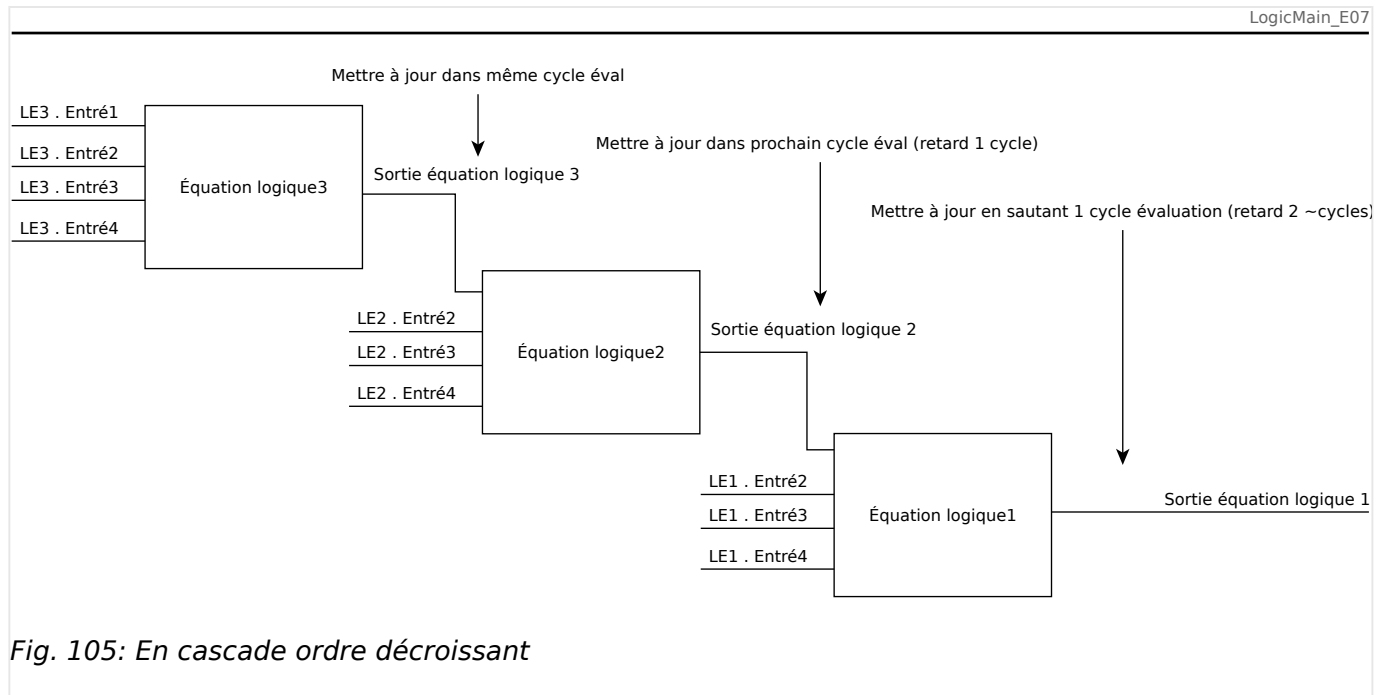 LogicMain_E07
Mettre à jour dans même cycle éval
LE3 . Entré1
Mettre à jour dans prochain cycle éval (retard 1 cycle)
LE3 . Entré2
Sortie équation logique 3
LE3 . Entré3
Équation logique3
Mettre à jour en sautant 1 cycle évaluation (retard 2 ~cycles)
LE3 . Entré4
LE2 . Entré2
Sortie équation logique 2
LE2 . Entré3
Équation logique2
LE2 . Entré4
LE1 . Entré2
Sortie équation logique 1
LE1 . Entré3
Équation logique1
LE1 . Entré4
Fig. 105: En cascade ordre décroissant